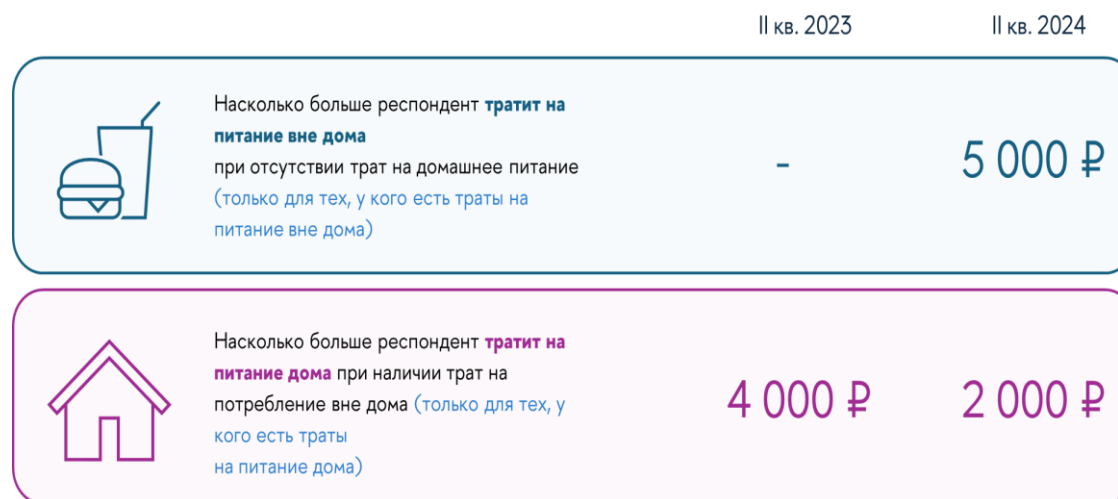 II кв. 2023 II кв. 2024
Насколько больше респондент тратит на
питание вне дома
при отсутствии трат на домашнее питание
(только для тех, у кого есть траты на
питание вне дома)
- 5 000 ₽
Насколько больше респондент тратит на
питание дома при наличии трат на
потребление вне дома (только для тех, у
кого есть траты
на питание дома)
4 000 ₽ 2 000 ₽